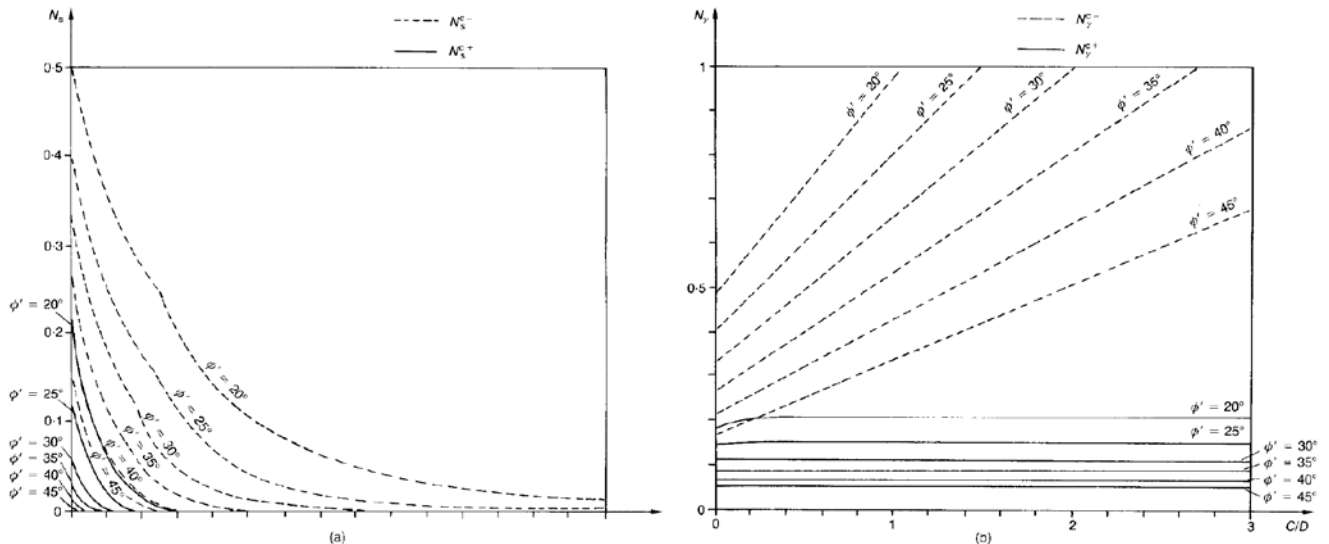 N_s
N_s^c−
N_s^c+
0·5
0·4
0·3
0·2
0·1
0
ϕ′ = 20°
ϕ′ = 25°
ϕ′ = 30°
ϕ′ = 35°
ϕ′ = 40°
ϕ′ = 45°
ϕ′ = 20°
ϕ′ = 25°
ϕ′ = 30°
ϕ′ = 35°
ϕ′ = 40°
ϕ′ = 45°
(a)
N_γ
N_γ^c−
N_γ^c+
1
0·5
0
ϕ′ = 20°
ϕ′ = 25°
ϕ′ = 30°
ϕ′ = 35°
ϕ′ = 40°
ϕ′ = 45°
ϕ′ = 20°
ϕ′ = 25°
ϕ′ = 30°
ϕ′ = 35°
ϕ′ = 40°
ϕ′ = 45°
0 1 2 3
C/D
(b)